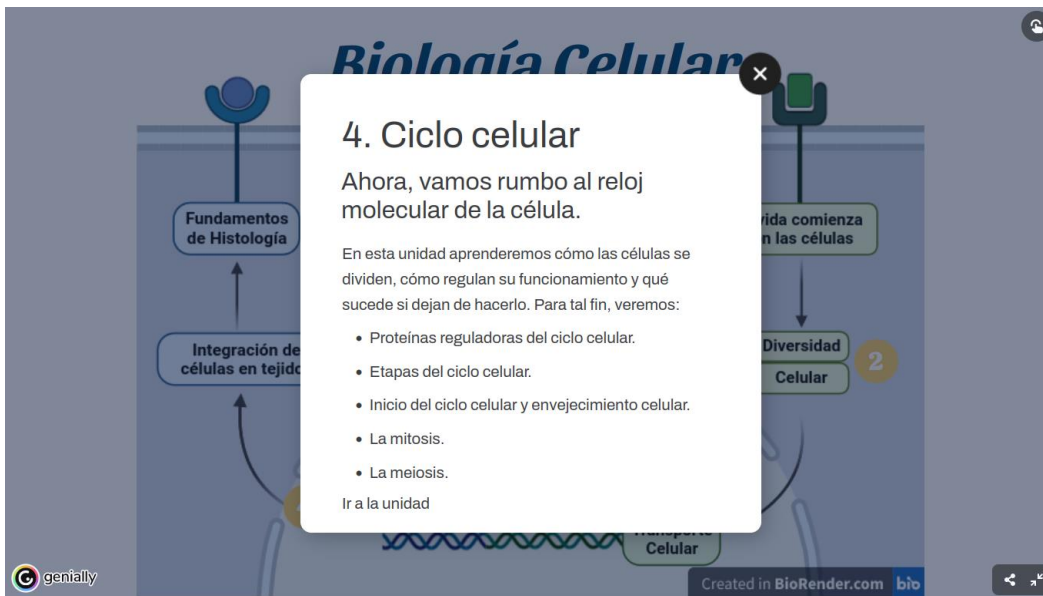 Biología Celular
4. Ciclo celular
Ahora, vamos rumbo al reloj
molecular de la célula.
En esta unidad aprenderemos cómo las células se
dividen, cómo regulan su funcionamiento y qué
sucede si dejan de hacerlo. Para tal fin, veremos:
• Proteínas reguladoras del ciclo celular.
• Etapas del ciclo celular.
• Inicio del ciclo celular y envejecimiento celular.
• La mitosis.
• La meiosis.
Ir a la unidad
Fundamentos
de Histología
Integración de
células en tejido
vida comienza
n las células
Diversidad
Celular
2
Transporte
Celular
genially
Created in BioRender.com bio